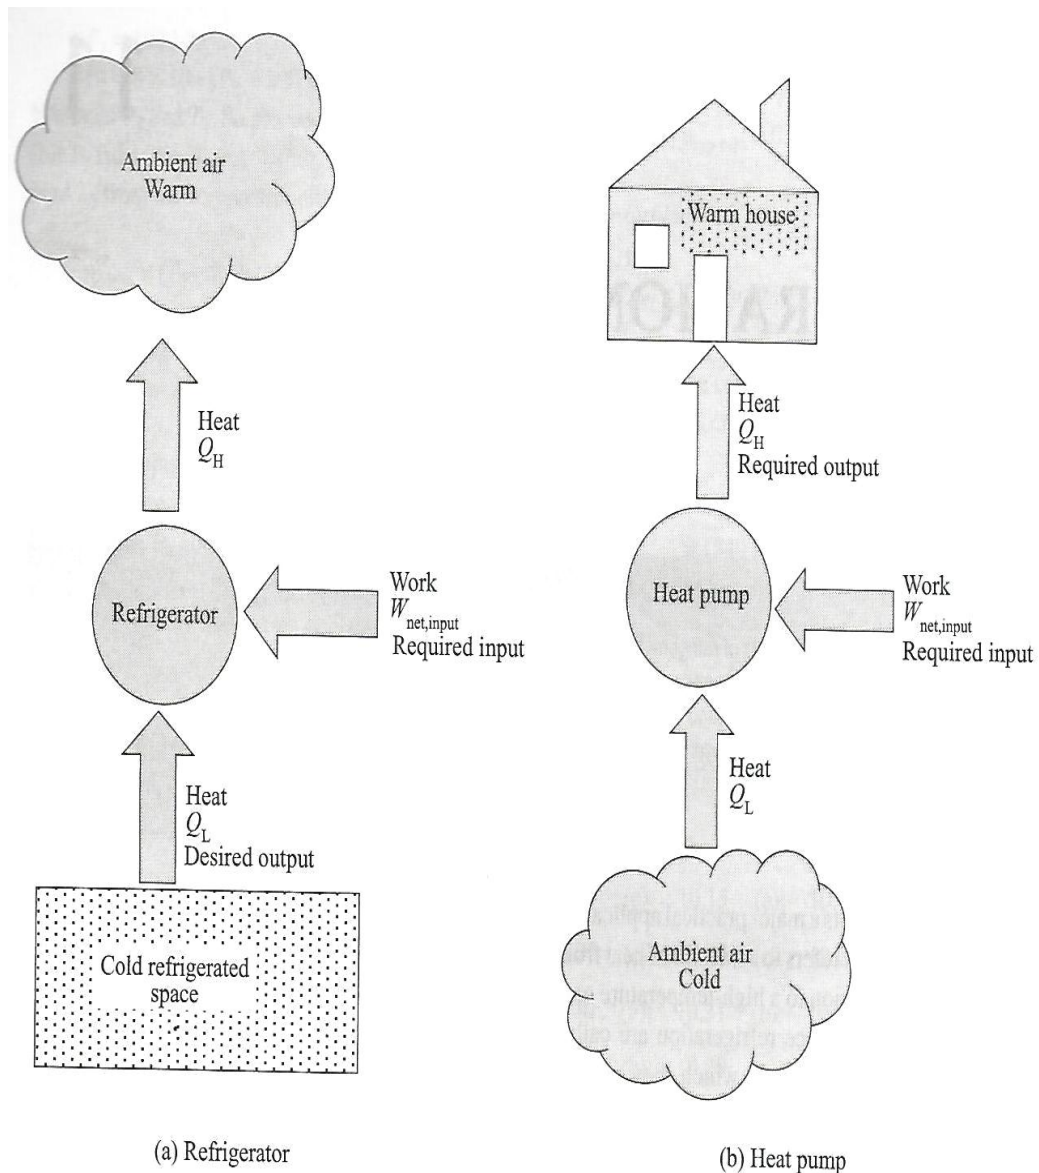 Ambient air
Warm
Heat
Q_H
Refrigerator
Work
W_net,input
Required input
Heat
Q_L
Desired output
Cold refrigerated
space
(a) Refrigerator
Warm house
Heat
Q_H
Required output
Heat pump
Work
W_net,input
Required input
Heat
Q_L
Ambient air
Cold
(b) Heat pump